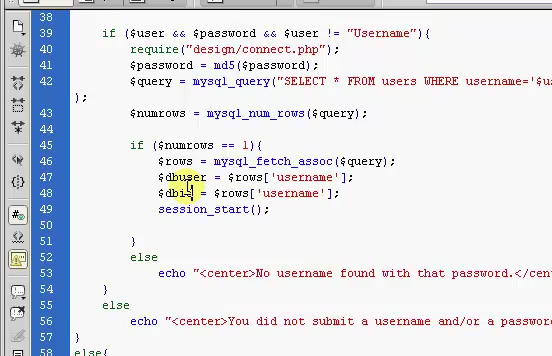 38
39 if ($user && $password && $user != "Username"){
40 require("design/connect.php");
41 $password = md5($password);
42 $query = mysql_query("SELECT * FROM users WHERE username='$us
);
43 $numrows = mysql_num_rows($query);
44
45 if ($numrows == 1){
46 $rows = mysql_fetch_assoc($query);
47 $dbuser = $rows['username'];
48 = $rows['username'];
49 session_start();
50
51 }
52 else
53 echo "<center>No username found with that password.</cen
54 }
55 else
56 echo "<center>You did not submit a username and/or a passwor
57 }
58 else{